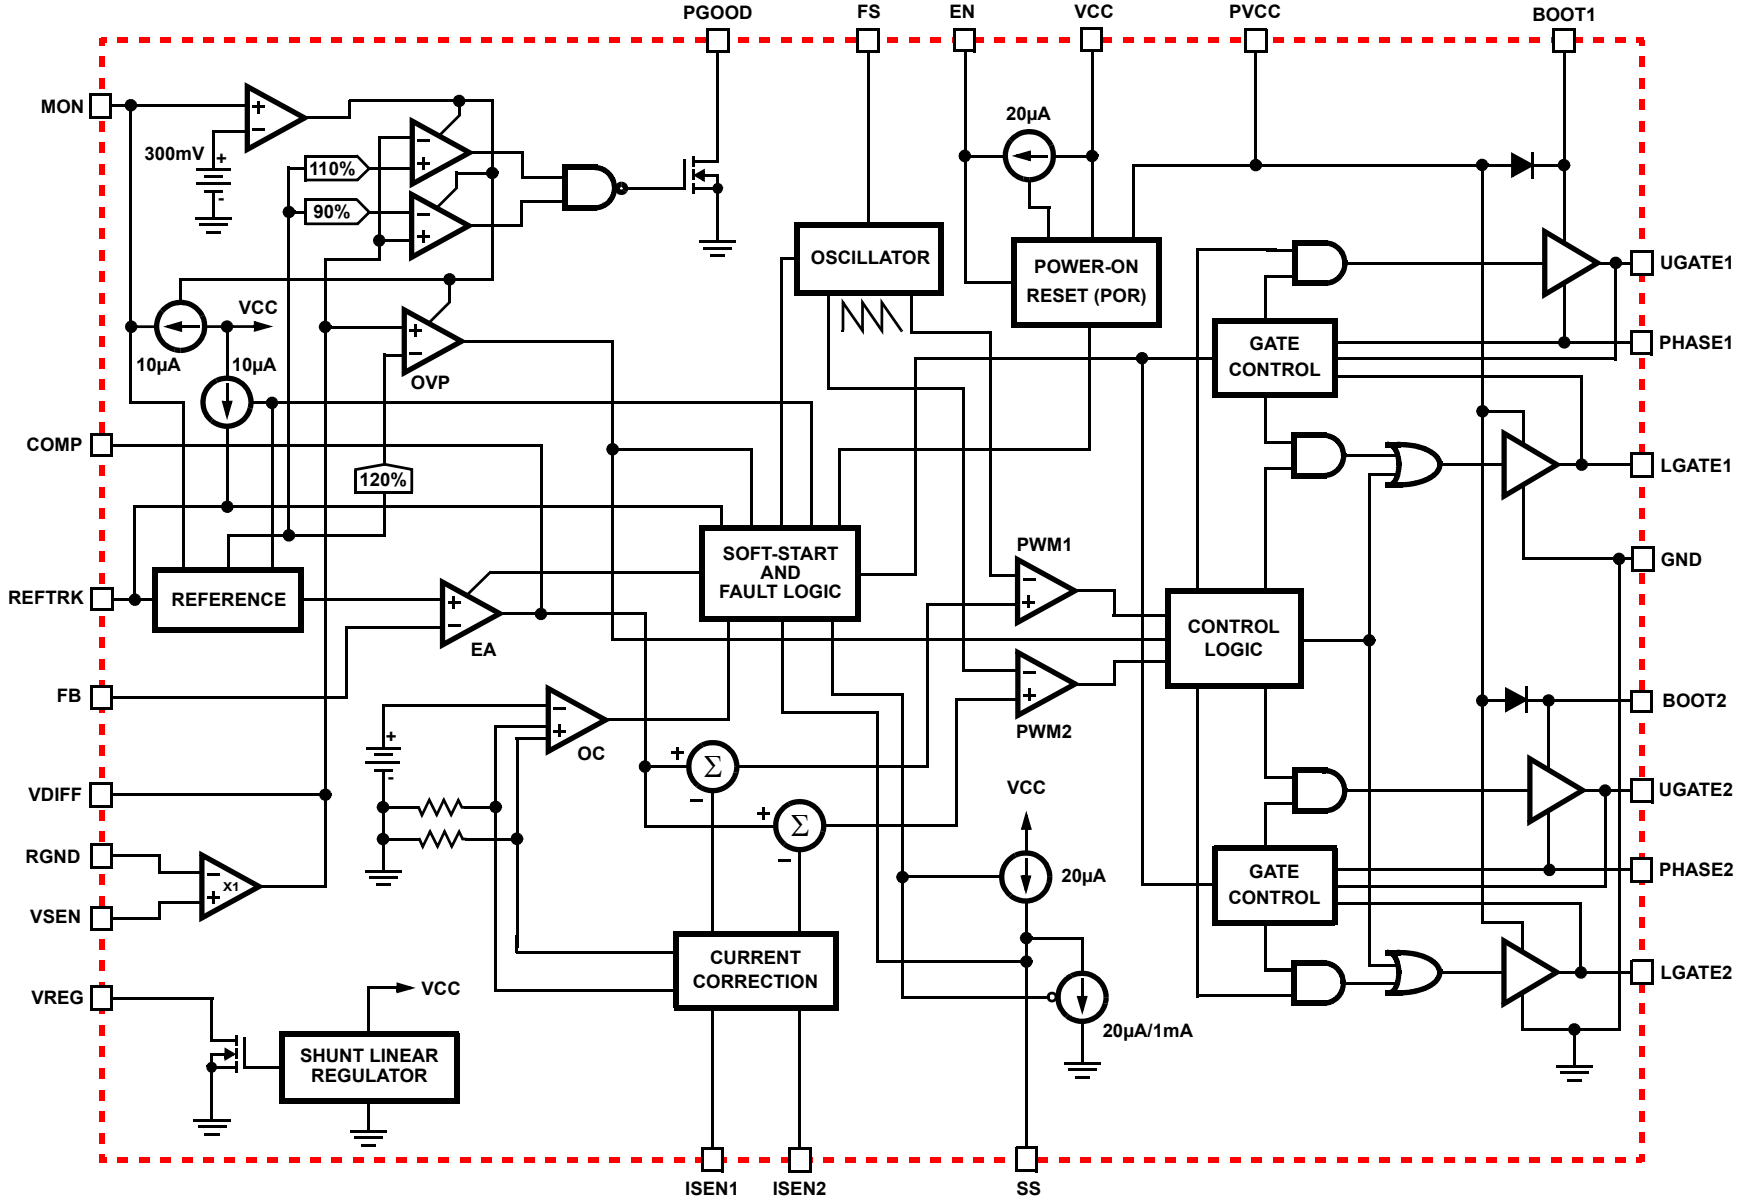 PGOOD FS EN VCC PVCC BOOT1
MON
+
−
300mV
+
-
110%
−
+
90%
−
+
20µA
OSCILLATOR
POWER-ON
RESET (POR)
UGATE1
VCC
10µA
10µA
+
−
OVP
GATE
CONTROL
PHASE1
COMP
120%
LGATE1
SOFT-START
AND
FAULT LOGIC
PWM1
−
+
GND
REFTRK
REFERENCE
+
−
EA
CONTROL
LOGIC
FB
−
+
OC
+
-
−
+
PWM2
BOOT2
+
Σ
−
+
Σ
−
VDIFF
VCC
UGATE2
RGND
−
X1
+
VSEN
20µA
GATE
CONTROL
PHASE2
CURRENT
CORRECTION
VREG
VCC
20µA/1mA
LGATE2
SHUNT LINEAR
REGULATOR
ISEN1 ISEN2 SS